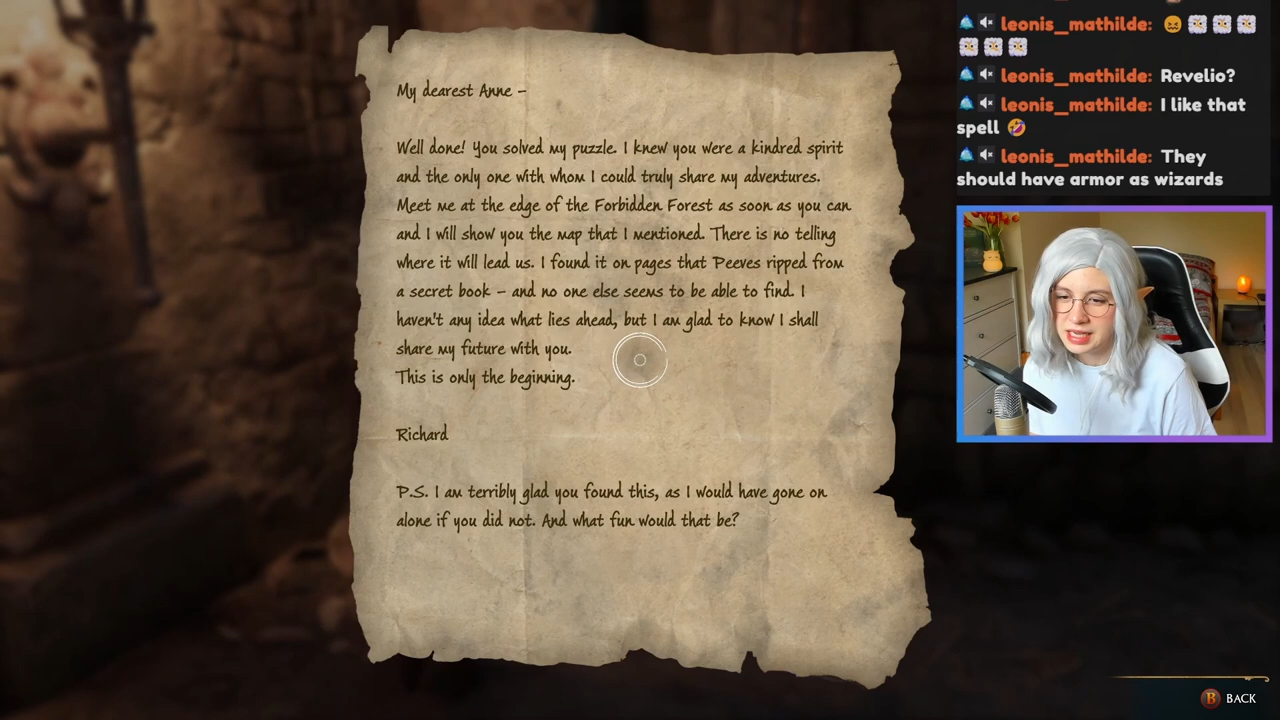 My dearest Anne –
Well done! You solved my puzzle. I knew you were a kindred spirit
and the only one with whom I could truly share my adventures.
Meet me at the edge of the Forbidden Forest as soon as you can
and I will show you the map that I mentioned. There is no telling
where it will lead us. I found it on pages that Peeves ripped from
a secret book – and no one else seems to be able to find. I
haven't any idea what lies ahead, but I am glad to know I shall
share my future with you.
This is only the beginning.
Richard
P.S. I am terribly glad you found this, as I would have gone on
alone if you did not. And what fun would that be?
leonis_mathilde: 😖
leonis_mathilde: Revelio?
leonis_mathilde: I like that
spell 🤣
leonis_mathilde: They
should have armor as wizards
B BACK